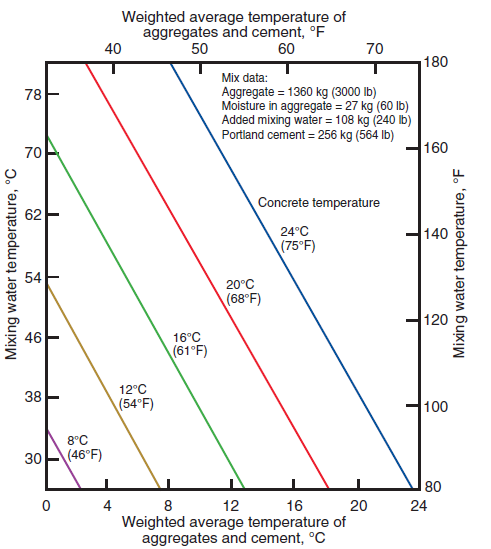 Weighted average temperature of
aggregates and cement, °F
40 50 60 70
Mix data:
Aggregate = 1360 kg (3000 lb)
Moisture in aggregate = 27 kg (60 lb)
Added mixing water = 108 kg (240 lb)
Portland cement = 256 kg (564 lb)
Concrete temperature
24°C
(75°F)
20°C
(68°F)
16°C
(61°F)
12°C
(54°F)
8°C
(46°F)
Mixing water temperature, °C
78
70
62
54
46
38
30
180
160
140
120
100
80
Mixing water temperature, °F
0 4 8 12 16 20 24
Weighted average temperature of
aggregates and cement, °C